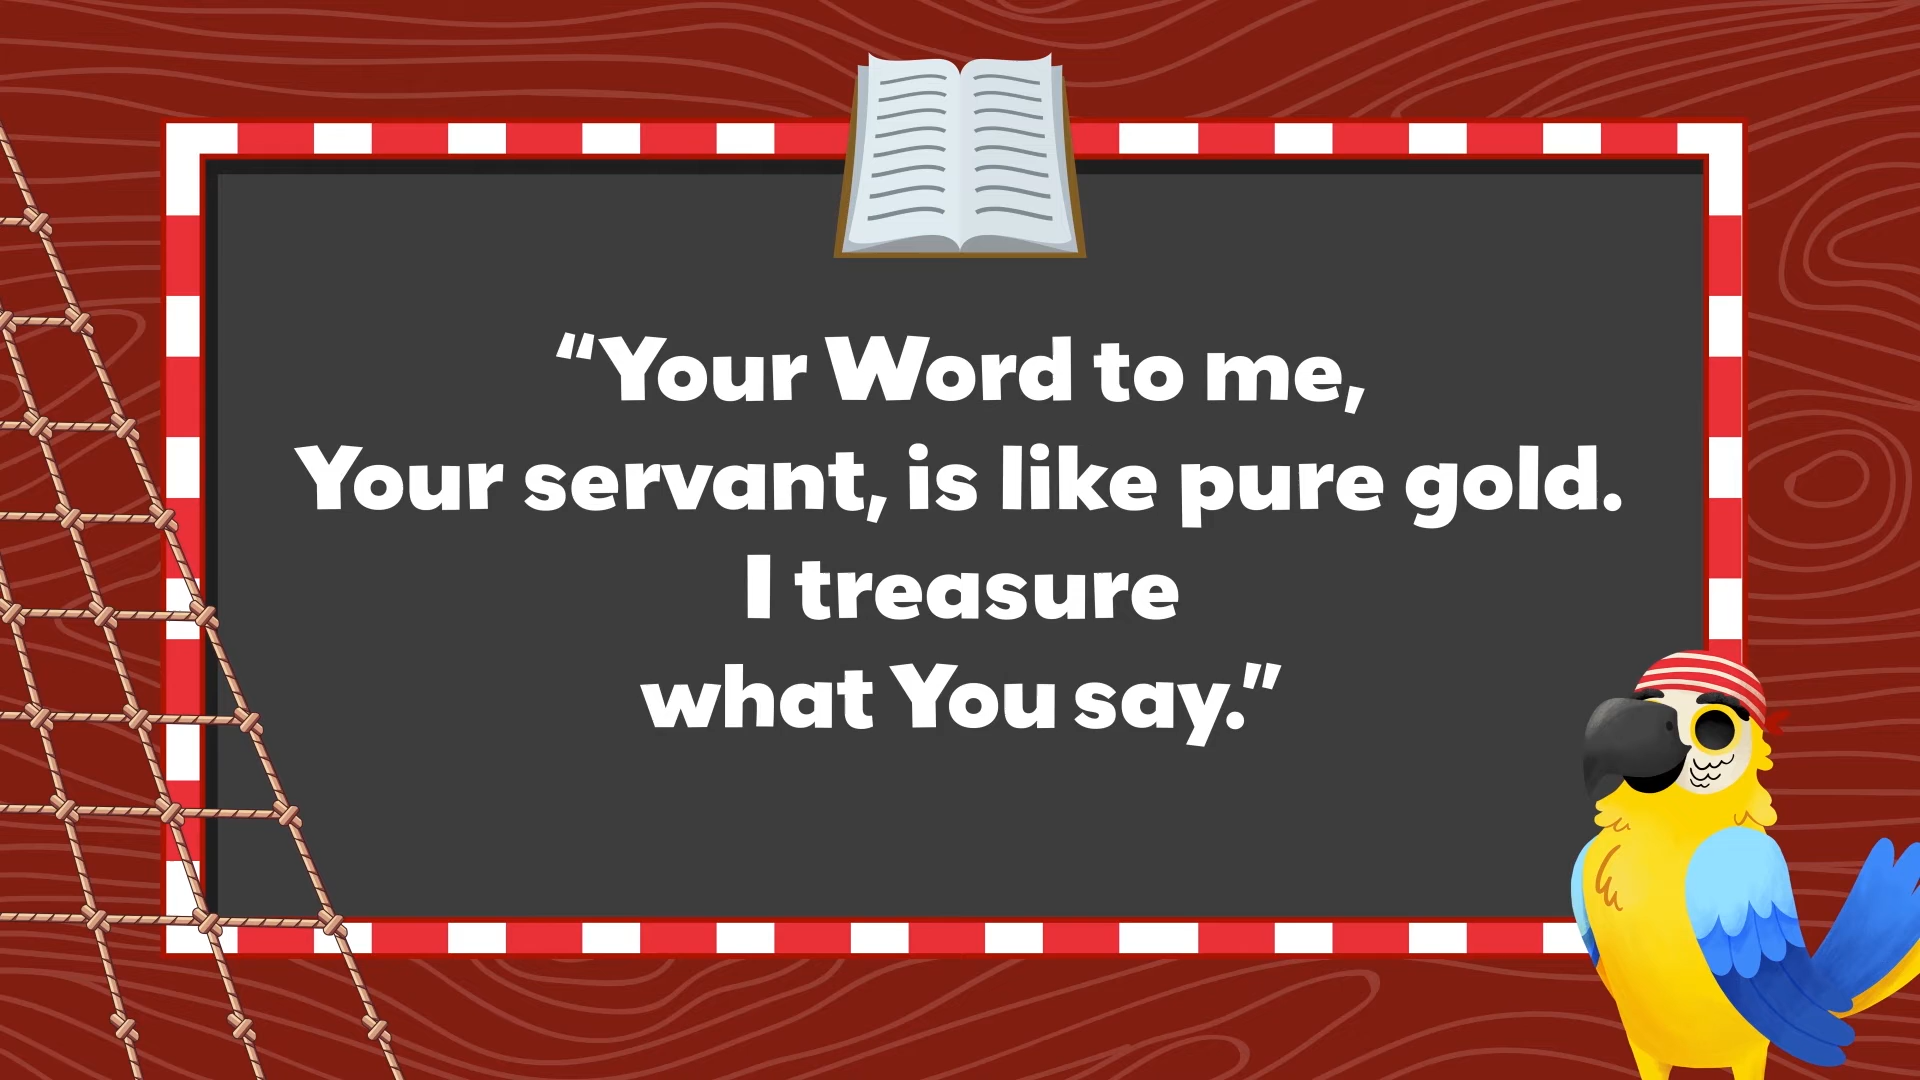 “Your Word to me,
Your servant, is like pure gold.
I treasure
what You say.”